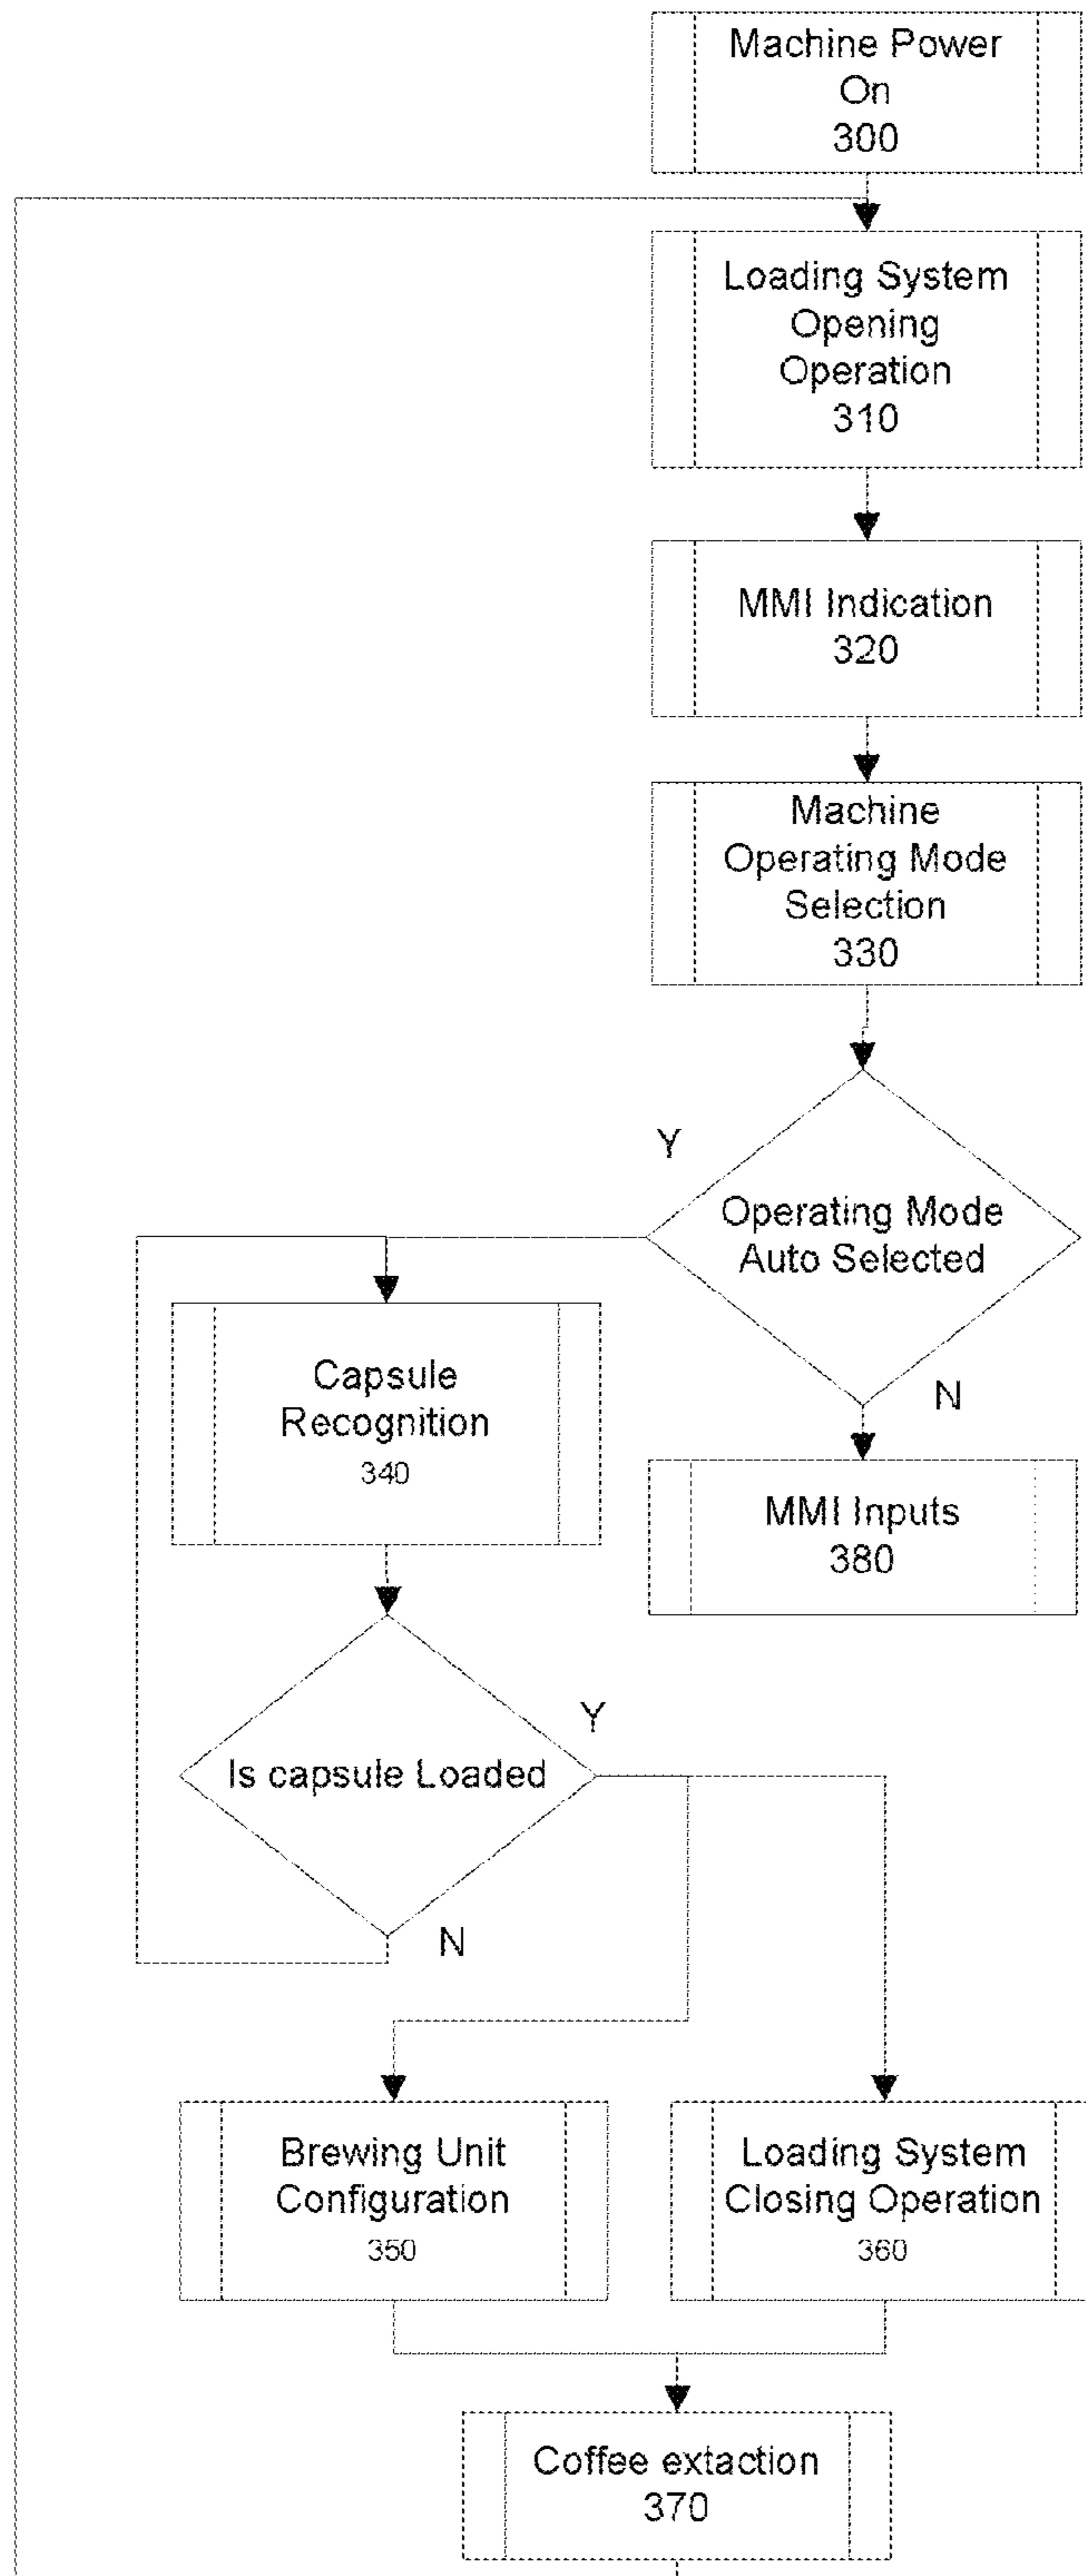 Machine Power
On
300
Loading System
Opening
Operation
310
MMI Indication
320
Machine
Operating Mode
Selection
330
Y
Operating Mode
Auto Selected
N
Capsule
Recognition
340
MMI Inputs
380
Y
Is capsule Loaded
N
Brewing Unit
Configuration
350
Loading System
Closing Operation
360
Coffee extaction
370